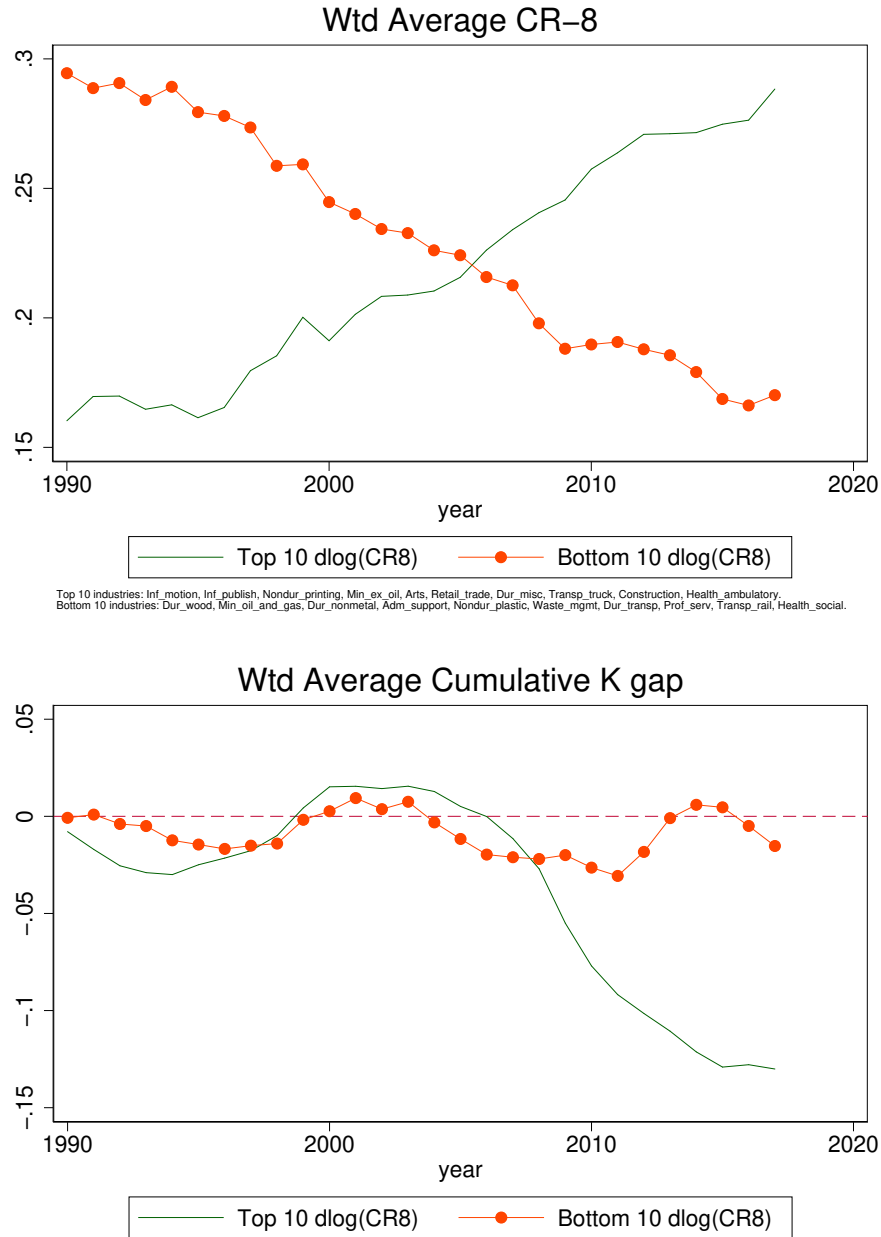 Wtd Average CR−8
.3
.25
.2
.15
1990 2000 2010 2020
year
Top 10 dlog(CR8) Bottom 10 dlog(CR8)
Top 10 industries: Inf_motion, Inf_publish, Nondur_printing, Min_ex_oil, Arts, Retail_trade, Dur_misc, Transp_truck, Construction, Health_ambulatory.
Bottom 10 industries: Dur_wood, Min_oil_and_gas, Dur_nonmetal, Adm_support, Nondur_plastic, Waste_mgmt, Dur_transp, Prof_serv, Transp_rail, Health_social.
Wtd Average Cumulative K gap
.05
0
−.05
−.1
−.15
1990 2000 2010 2020
year
Top 10 dlog(CR8) Bottom 10 dlog(CR8)